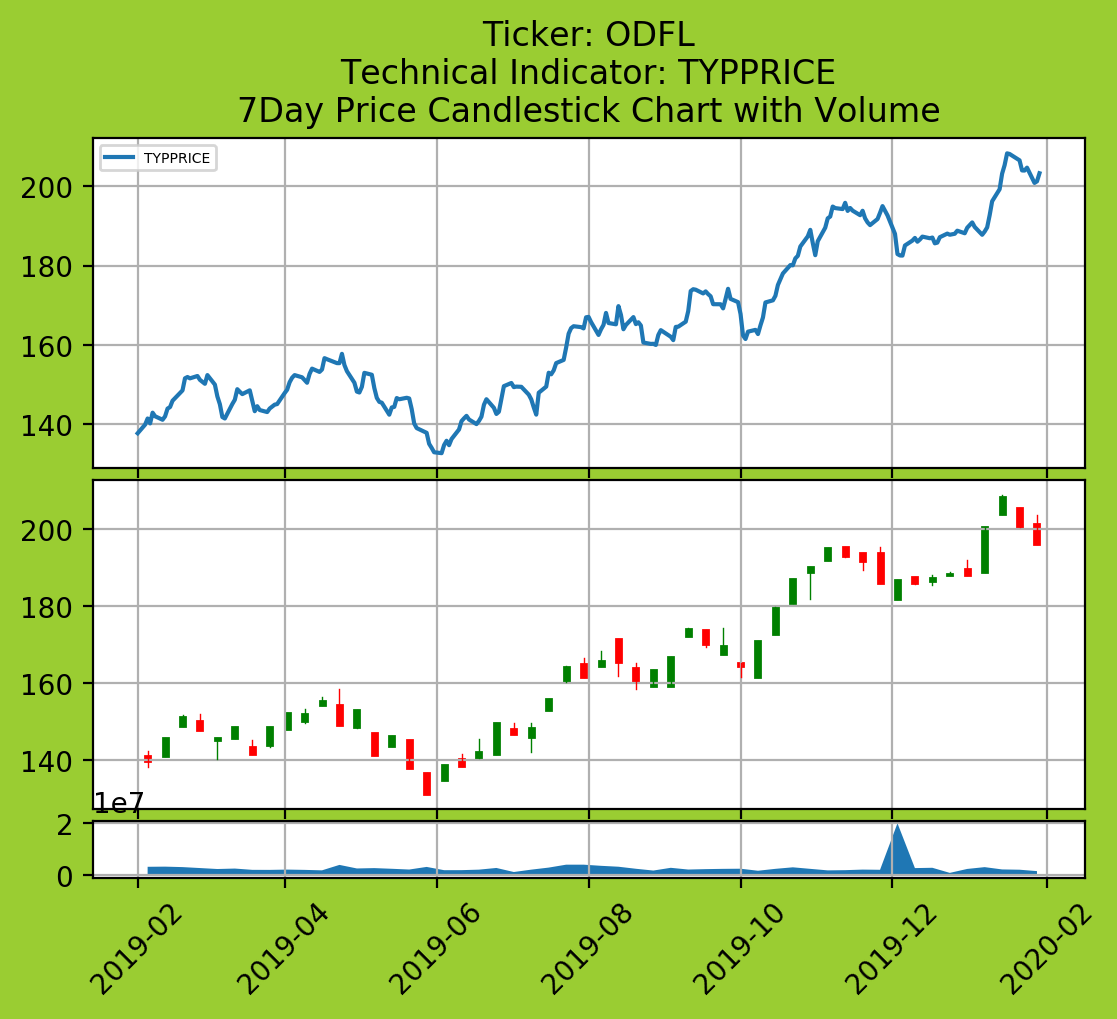 Ticker: ODFL
Technical Indicator: TYPPRICE
7Day Price Candlestick Chart with Volume
TYPPRICE
200
180
160
140
200
180
160
140
1e7
2
0
2019-02 2019-04 2019-06 2019-08 2019-10 2019-12 2020-02